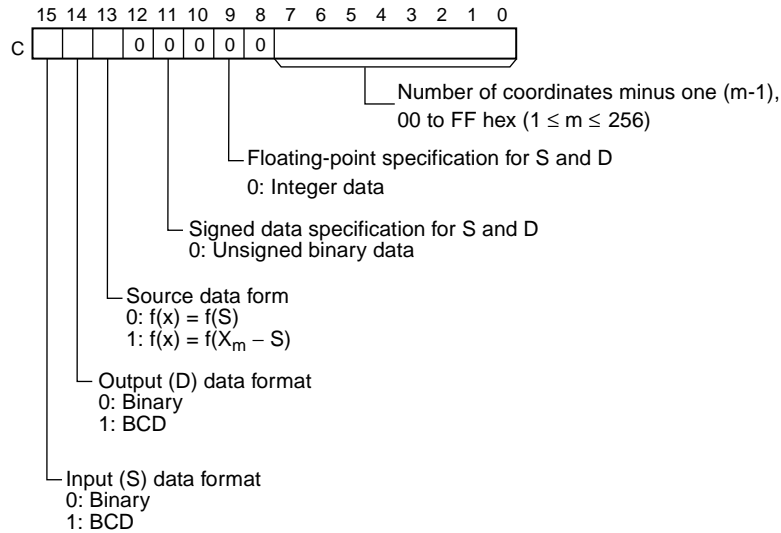 15 14 13 12 11 10 9 8 7 6 5 4 3 2 1 0
C 0 0 0 0 0
Number of coordinates minus one (m-1),
00 to FF hex (1 ≤ m ≤ 256)
Floating-point specification for S and D
0: Integer data
Signed data specification for S and D
0: Unsigned binary data
Source data form
0: f(x) = f(S)
1: f(x) = f(Xm − S)
Output (D) data format
0: Binary
1: BCD
Input (S) data format
0: Binary
1: BCD